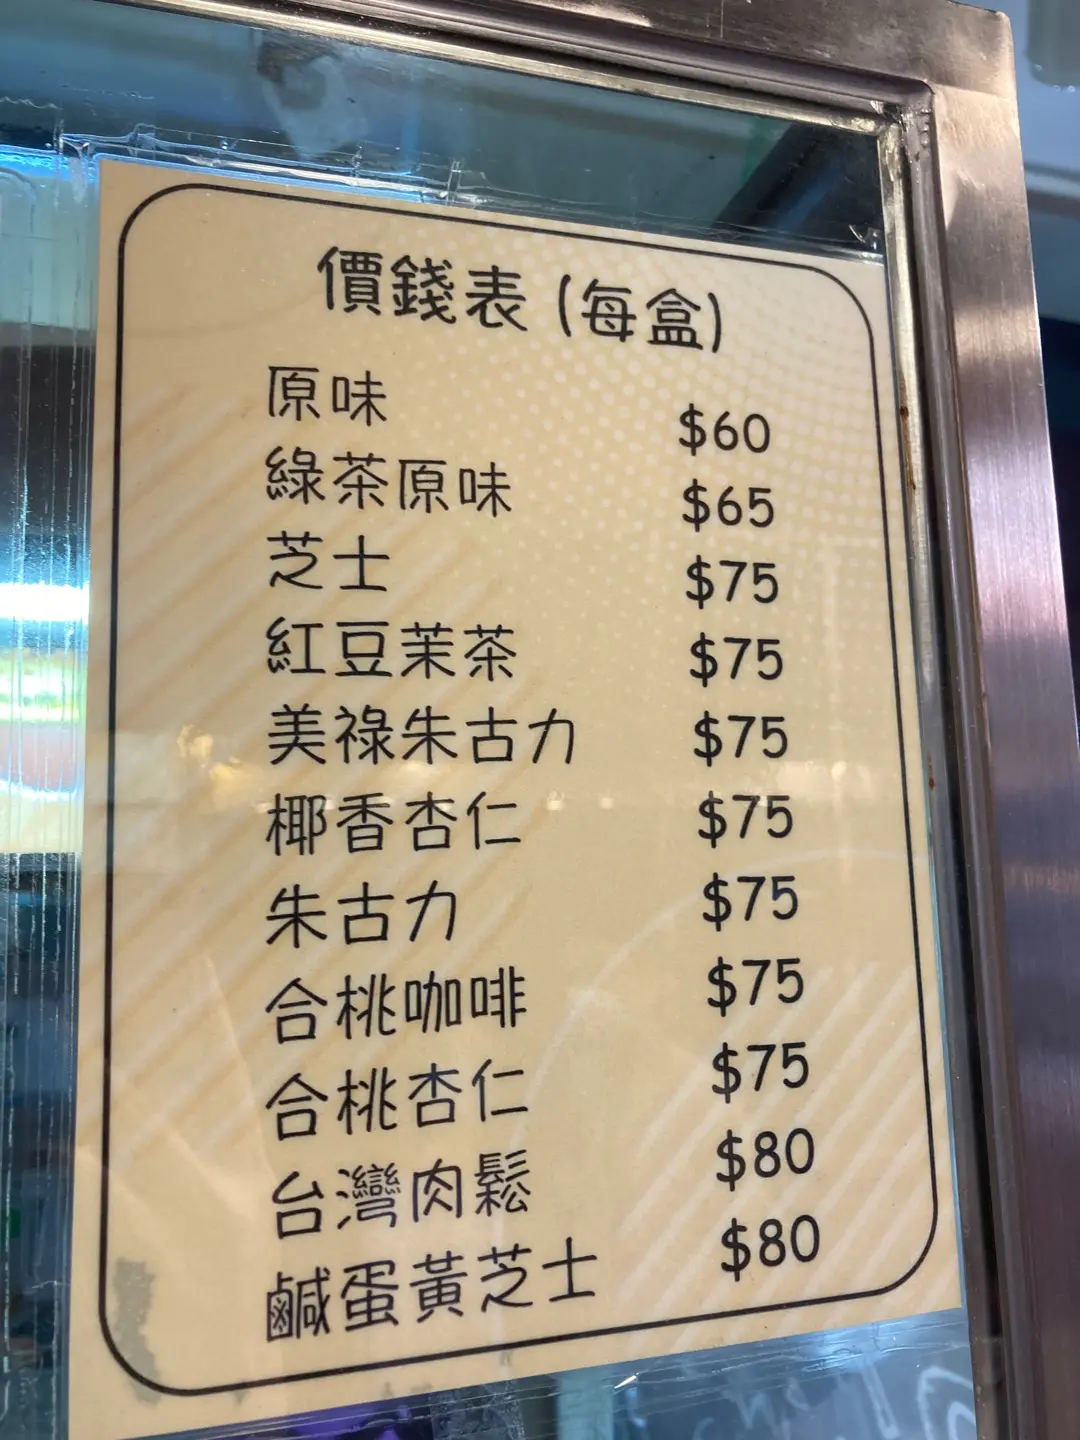 價錢表 (每盒)
原味 $60
綠茶原味 $65
芝士 $75
紅豆茉茶 $75
美祿朱古力 $75
椰香杏仁 $75
朱古力 $75
合桃咖啡 $75
合桃杏仁 $75
台灣肉鬆 $80
鹹蛋黃芝士 $80